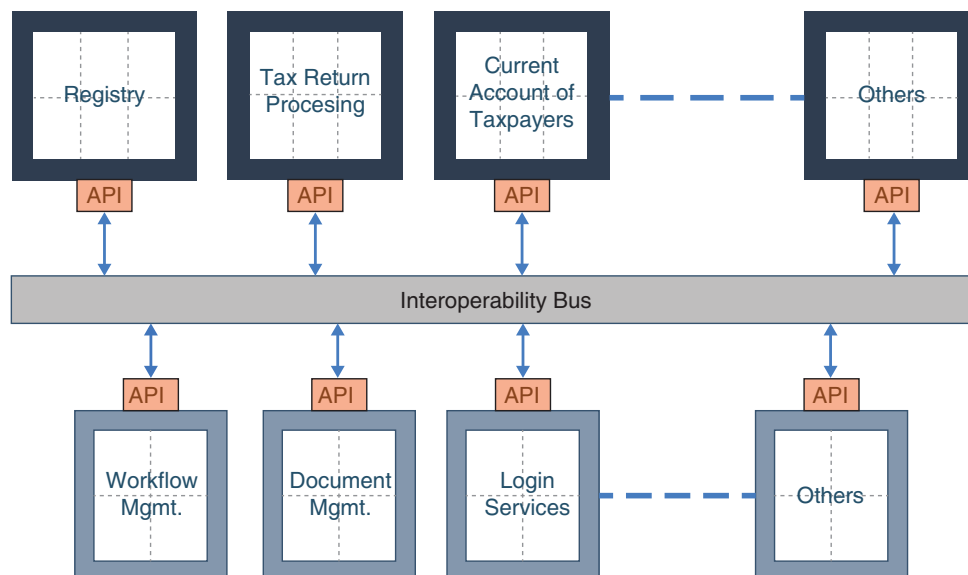 Registry
Tax Return
Procesing
Current
Account of
Taxpayers
Others
API
API
API
API
Interoperability Bus
API
API
API
API
Workflow
Mgmt.
Document
Mgmt.
Login
Services
Others